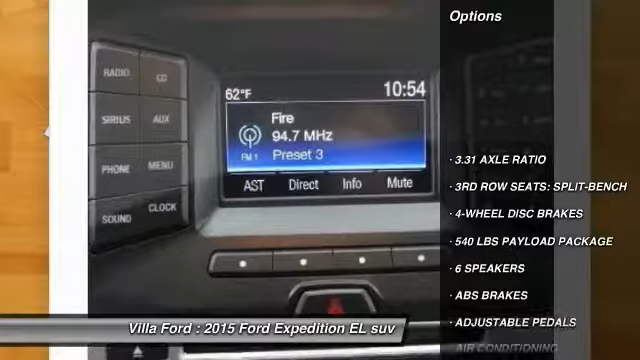 Options
RADIO
CD
SIRIUS
AUX
PHONE
MENU
SOUND
CLOCK
62°F
10:54
Fire
94.7 MHz
FM 1
Preset 3
AST
Direct
Info
Mute
· 3.31 AXLE RATIO
· 3RD ROW SEATS: SPLIT-BENCH
· 4-WHEEL DISC BRAKES
· 540 LBS PAYLOAD PACKAGE
· 6 SPEAKERS
· ABS BRAKES
· ADJUSTABLE PEDALS
AIR CONDITIONING
Villa Ford : 2015 Ford Expedition EL suv